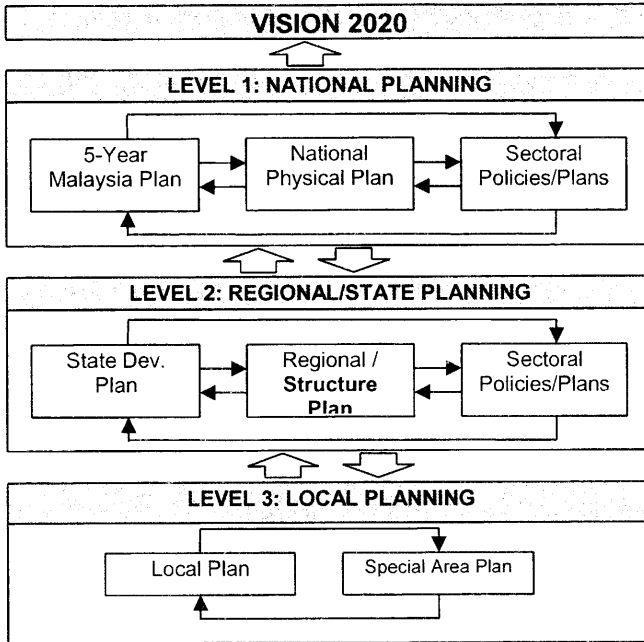 VISION 2020
LEVEL 1: NATIONAL PLANNING
5-Year
Malaysia Plan
National
Physical Plan
Sectoral
Policies/Plans
LEVEL 2: REGIONAL/STATE PLANNING
State Dev.
Plan
Regional /
Structure
Plan
Sectoral
Policies/Plans
LEVEL 3: LOCAL PLANNING
Local Plan
Special Area Plan